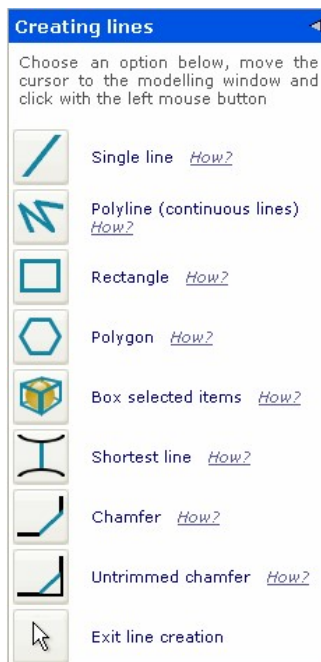 Creating lines
Choose an option below, move the
cursor to the modelling window and
click with the left mouse button
Single line How?
Polyline (continuous lines)
How?
Rectangle How?
Polygon How?
Box selected items How?
Shortest line How?
Chamfer How?
Untrimmed chamfer How?
Exit line creation